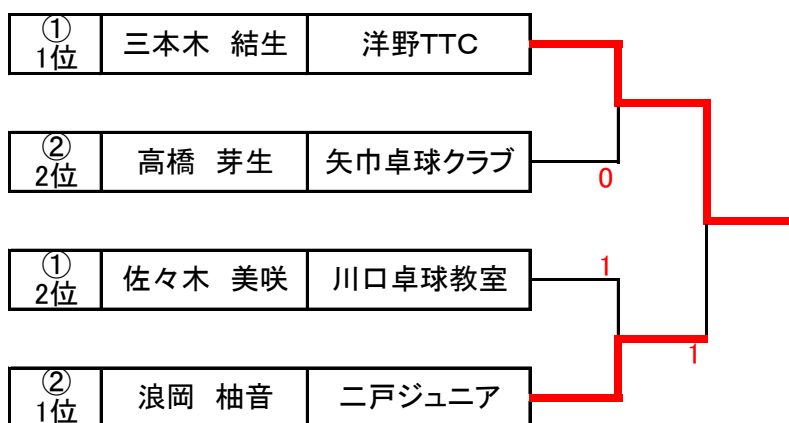 ① 1位 三本木 結生 洋野TTC
② 2位 高橋 芽生 矢巾卓球クラブ
0
① 2位 佐々木 美咲 川口卓球教室
1
1
② 1位 浪岡 柚音 二戸ジュニア